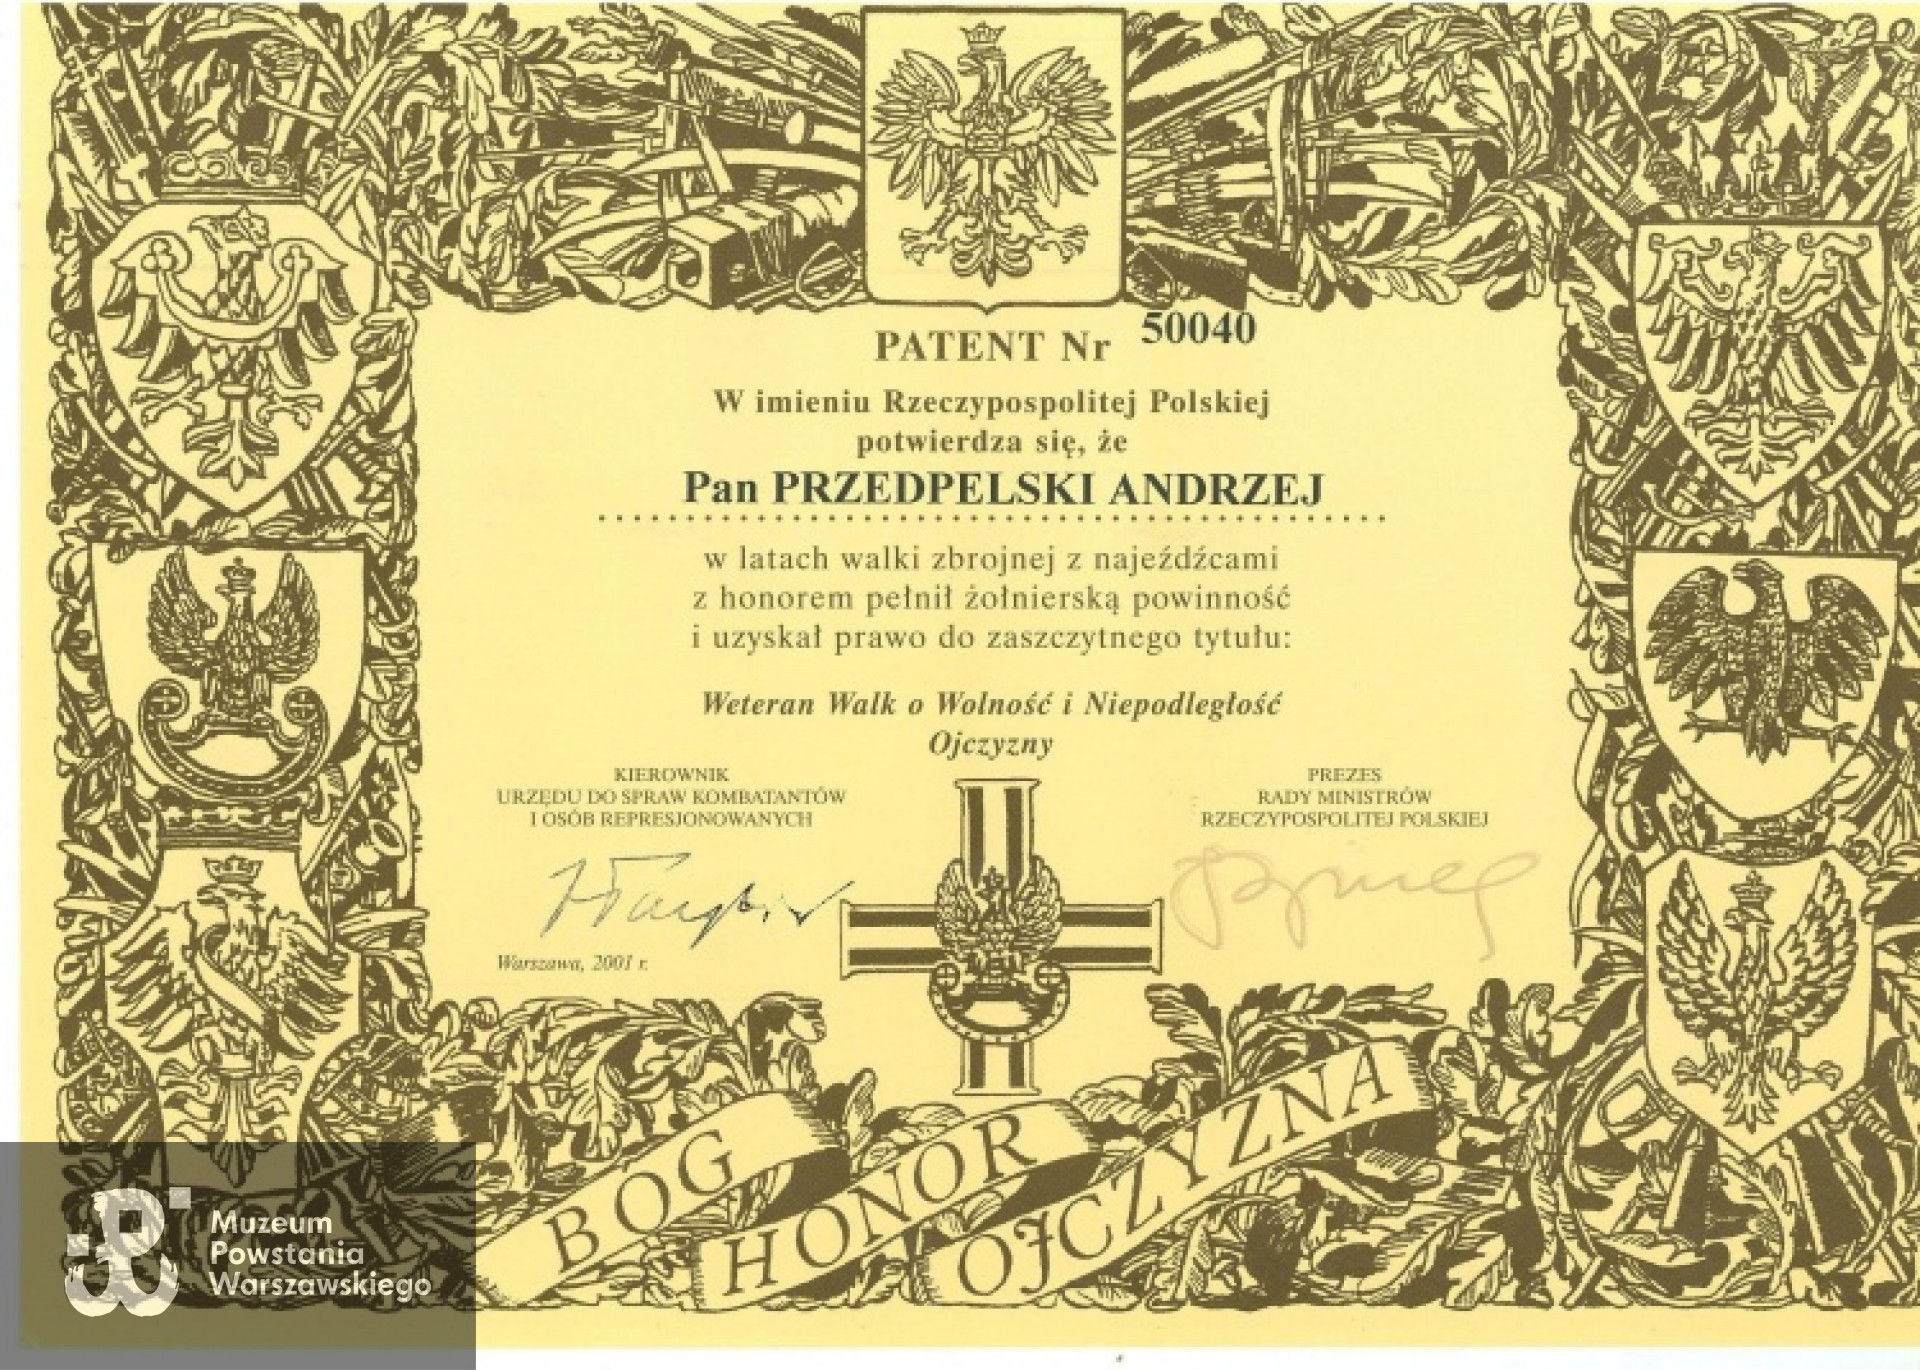 PATENT Nr 50040
W imieniu Rzeczypospolitej Polskiej
potwierdza się, że
Pan PRZEDPELSKI ANDRZEJ
w latach walki zbrojnej z najeźdźcami
z honorem pełnił żołnierską powinność
i uzyskał prawo do zaszczytnego tytułu:
Weteran Walk o Wolność i Niepodległość
Ojczyzny
KIEROWNIK
URZĘDU DO SPRAW KOMBATANTÓW
I OSÓB REPRESJONOWANYCH
PREZES
RADY MINISTRÓW
RZECZYPOSPOLITEJ POLSKIEJ
Warszawa, 2001 r.
BÓG
HONOR
OJCZYZNA
Muzeum
Powstania
Warszawskiego